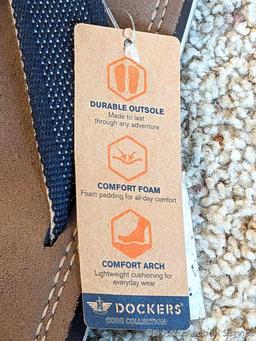 DURABLE OUTSOLE
Made to last
through any adventure
COMFORT FOAM
Foam padding for all-day comfort
COMFORT ARCH
Lightweight cushioning for
everyday wear
DOCKERS®
CORE COLLECTION